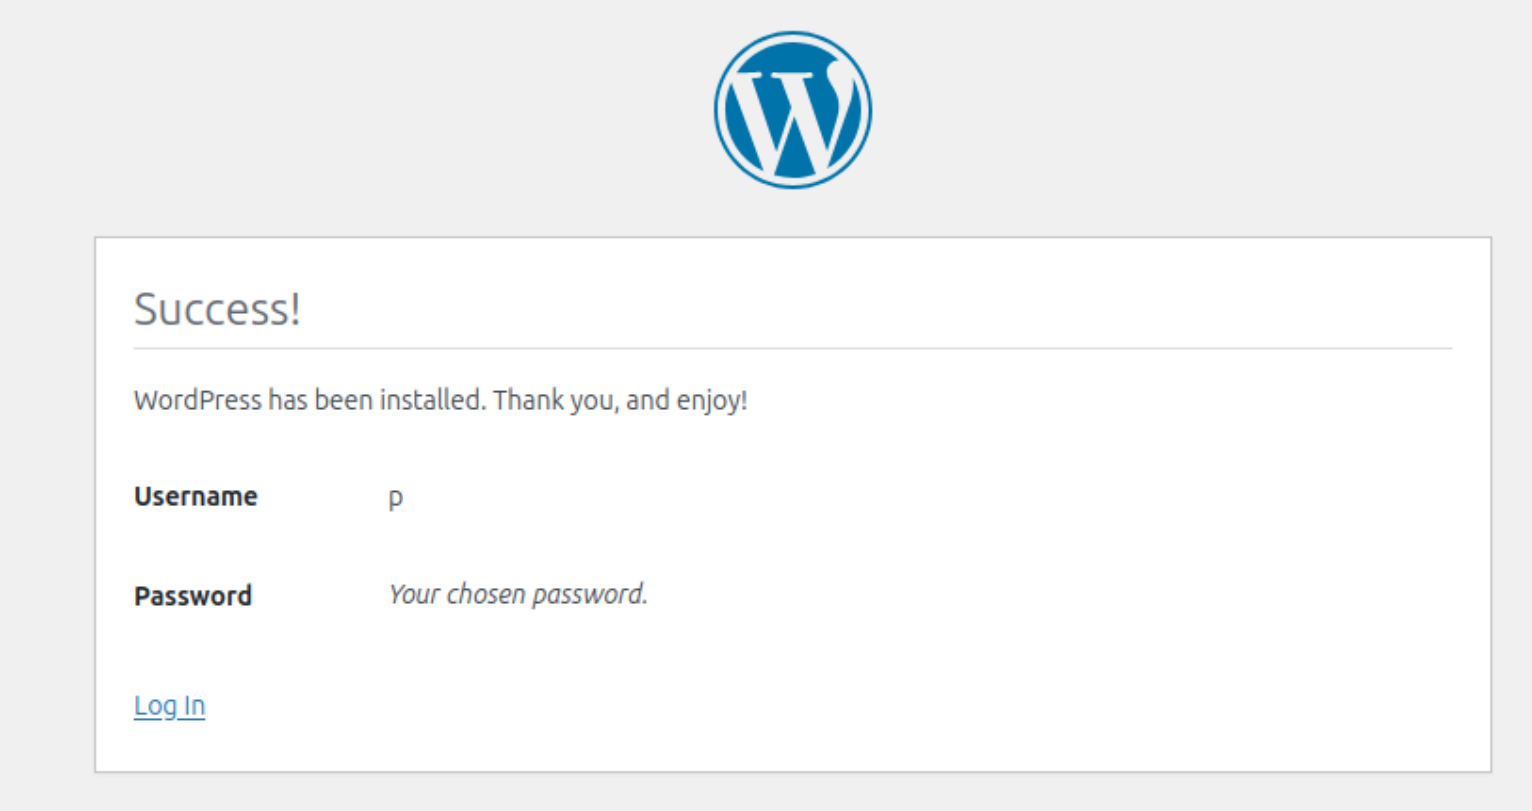 Success!
WordPress has been installed. Thank you, and enjoy!
Username p
Password Your chosen password.
Log In